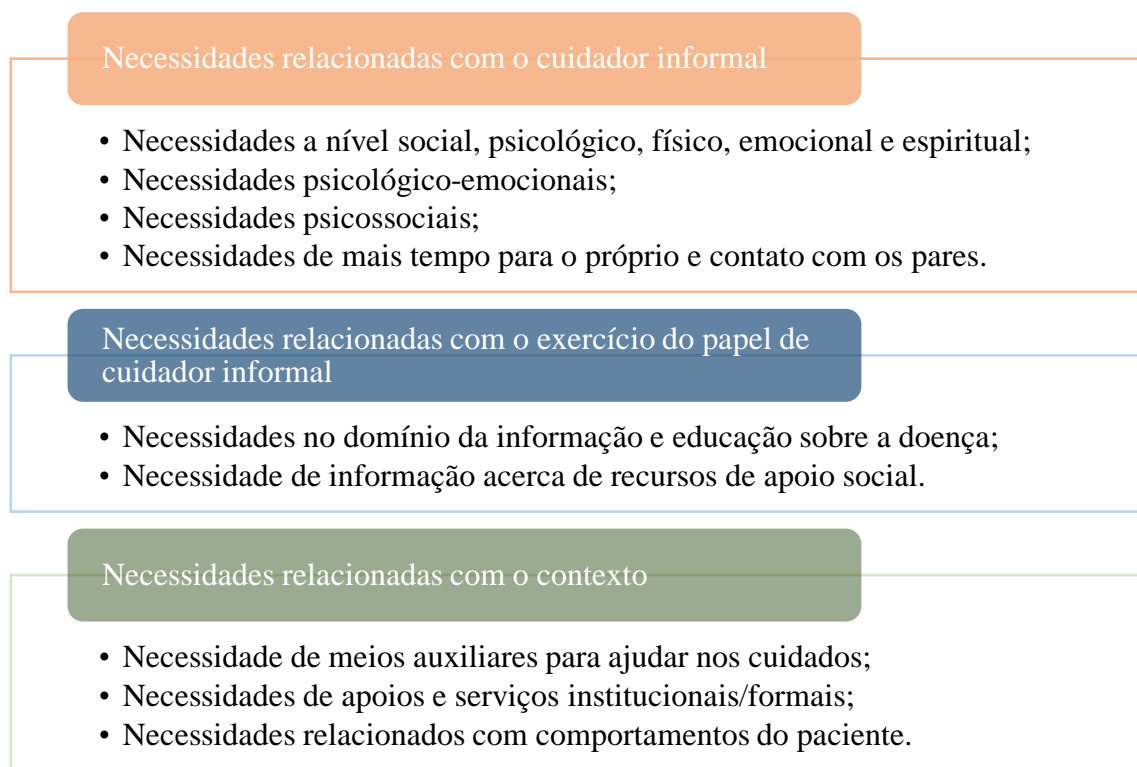 Necessidades relacionadas com o cuidador informal
• Necessidades a nível social, psicológico, físico, emocional e espiritual;
• Necessidades psicológico-emocionais;
• Necessidades psicossociais;
• Necessidades de mais tempo para o próprio e contato com os pares.
Necessidades relacionadas com o exercício do papel de
cuidador informal
• Necessidades no domínio da informação e educação sobre a doença;
• Necessidade de informação acerca de recursos de apoio social.
Necessidades relacionadas com o contexto
• Necessidade de meios auxiliares para ajudar nos cuidados;
• Necessidades de apoios e serviços institucionais/formais;
• Necessidades relacionados com comportamentos do paciente.